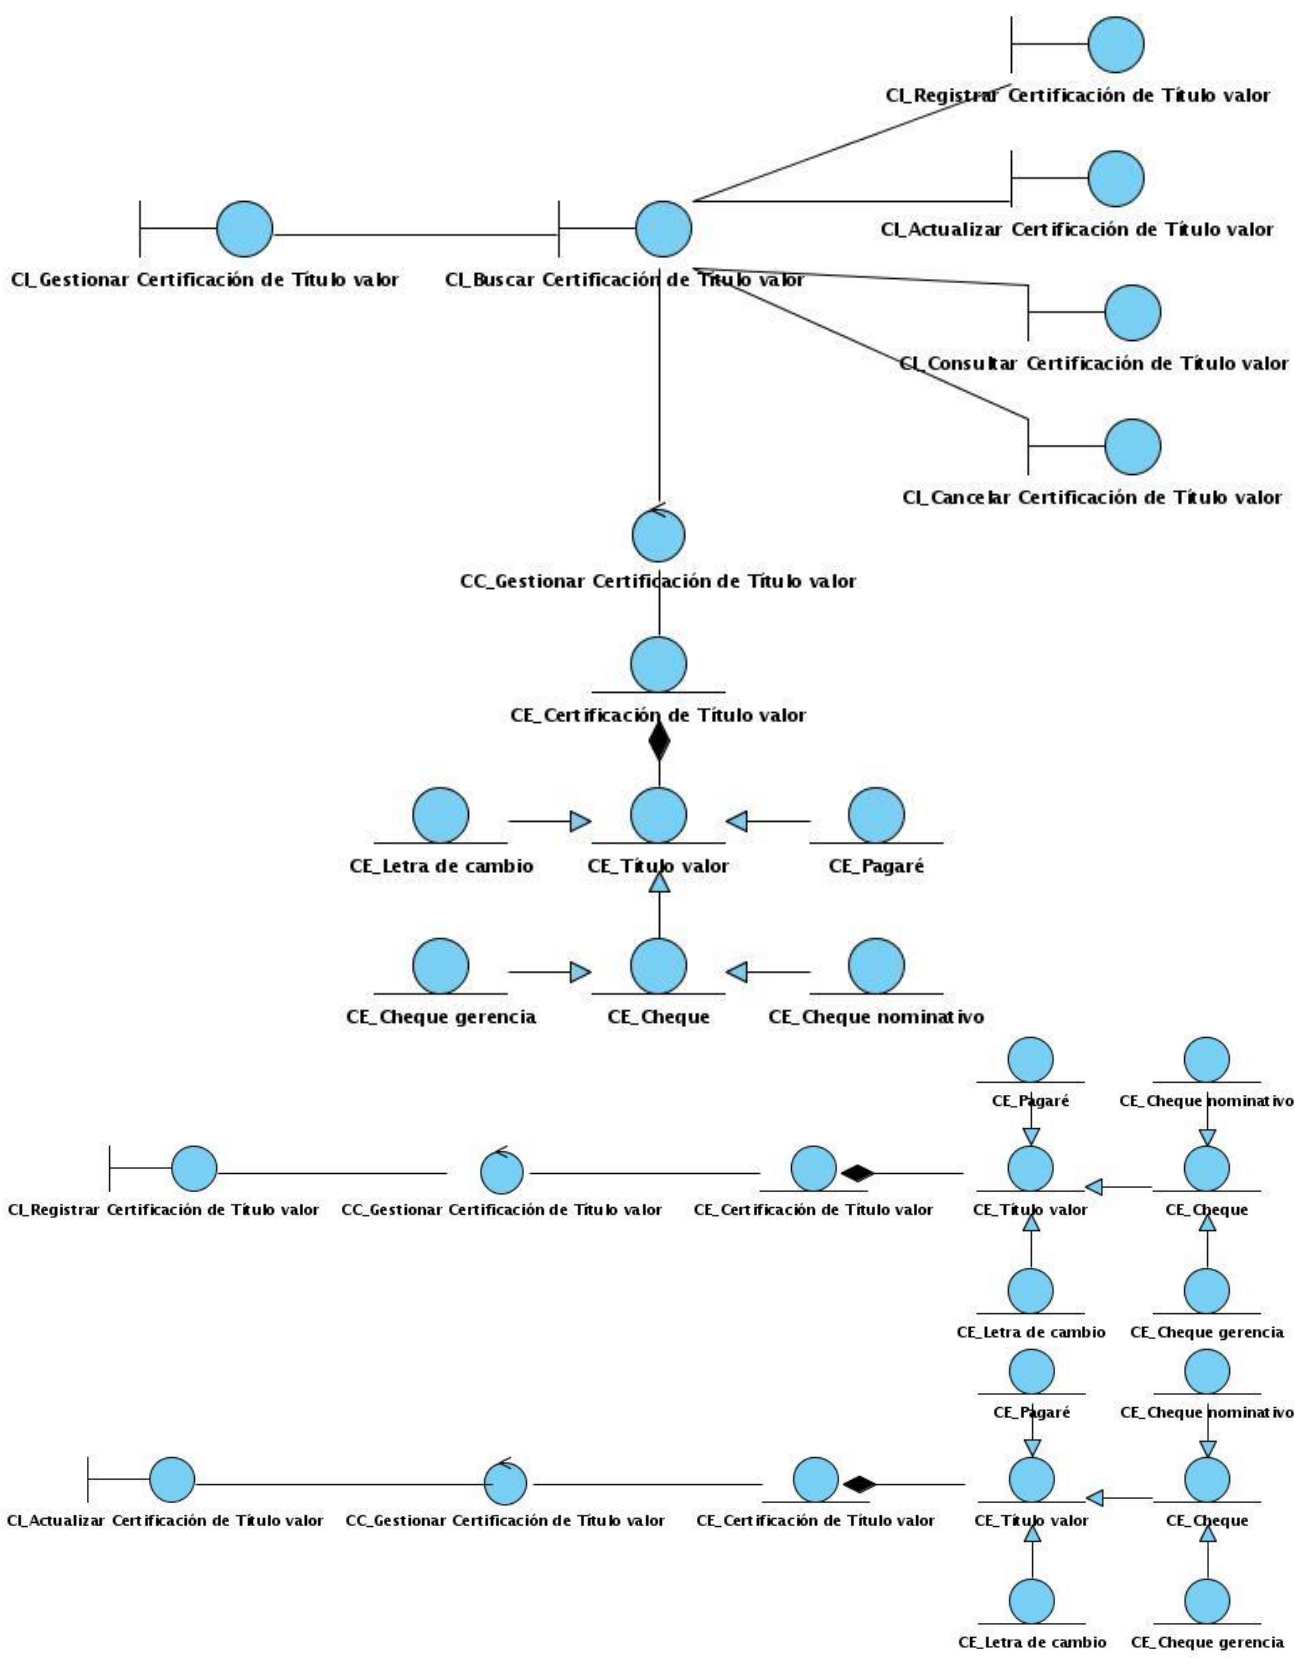 CI_Registrar Certificación de Título valor
CI_Actualizar Certificación de Título valor
CI_Gestionar Certificación de Título valor
CI_Buscar Certificación de Título valor
CI_Consultar Certificación de Título valor
CI_Cancelar Certificación de Título valor
CC_Gestionar Certificación de Título valor
CE_Certificación de Título valor
CE_Letra de cambio
CE_Título valor
CE_Pagaré
CE_Cheque gerencia
CE_Cheque
CE_Cheque nominativo
CE_Pagaré
CE_Cheque nominativo
CI_Registrar Certificación de Título valor
CC_Gestionar Certificación de Título valor
CE_Certificación de Título valor
CE_Título valor
CE_Cheque
CE_Letra de cambio
CE_Cheque gerencia
CE_Pagaré
CE_Cheque nominativo
CI_Actualizar Certificación de Título valor
CC_Gestionar Certificación de Título valor
CE_Certificación de Título valor
CE_Título valor
CE_Cheque
CE_Letra de cambio
CE_Cheque gerencia